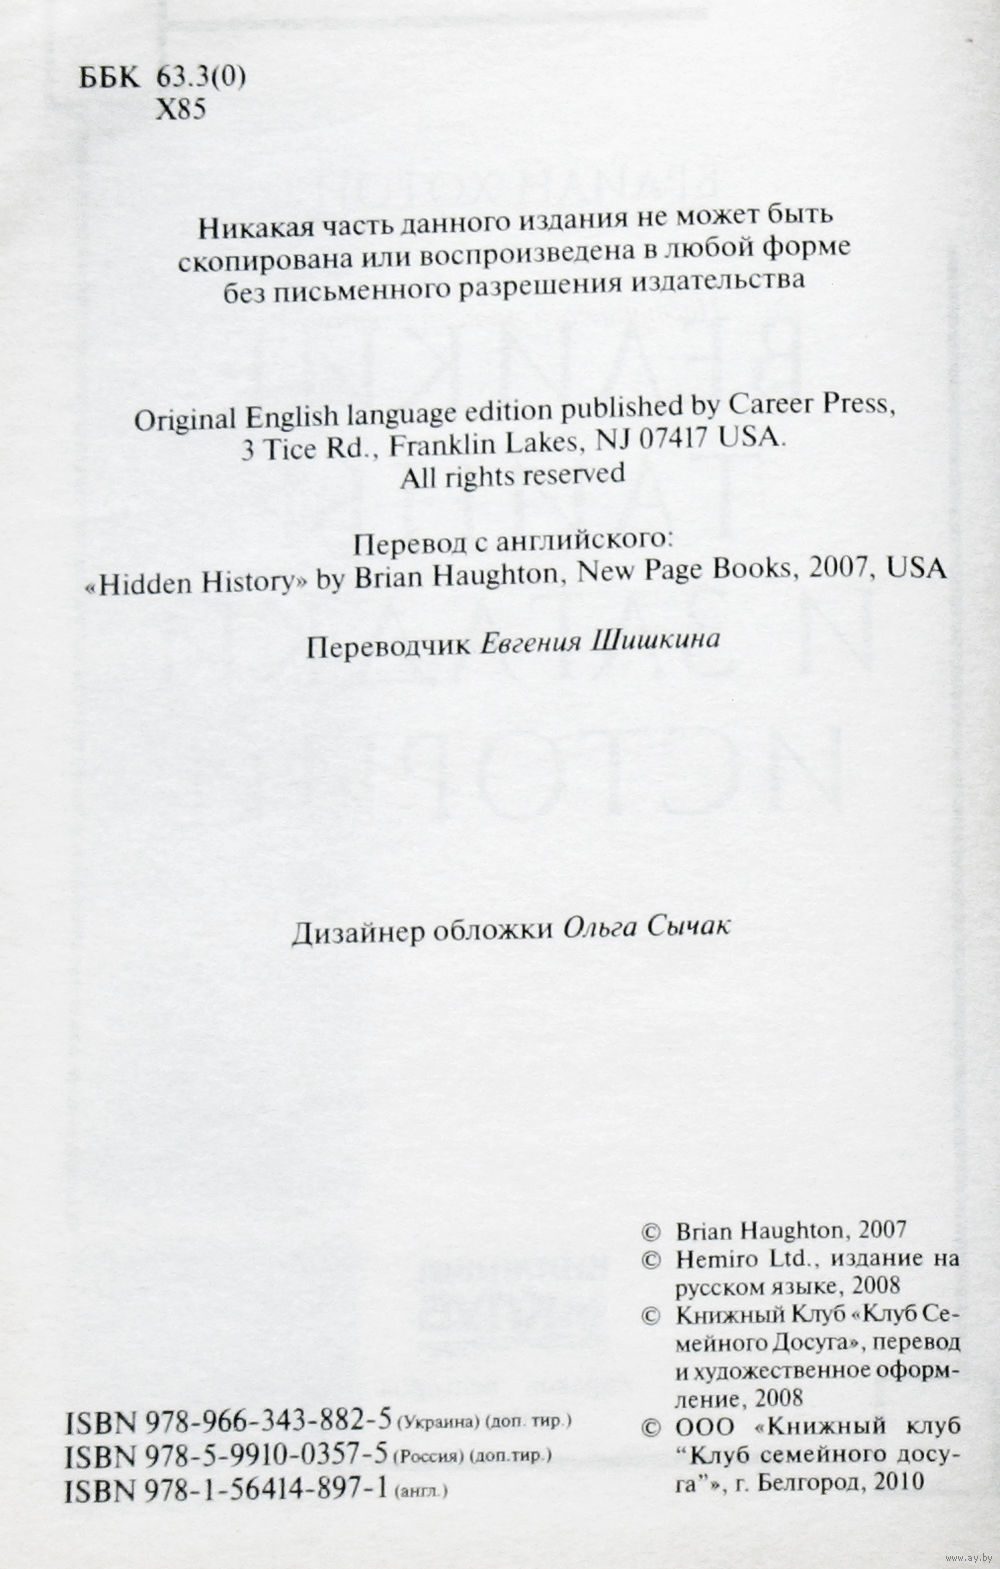 ББК 63.3(0)
Х85
Никакая часть данного издания не может быть
скопирована или воспроизведена в любой форме
без письменного разрешения издательства
Original English language edition published by Career Press,
3 Tice Rd., Franklin Lakes, NJ 07417 USA.
All rights reserved
Перевод с английского:
«Hidden History» by Brian Haughton, New Page Books, 2007, USA
Переводчик Евгения Шишкина
Дизайнер обложки Ольга Сычак
© Brian Haughton, 2007
© Hemiro Ltd., издание на
русском языке, 2008
© Книжный Клуб «Клуб Се-
мейного Досуга», перевод
и художественное оформ-
ление, 2008
© ООО «Книжный клуб
“Клуб семейного досу-
га”», г. Белгород, 2010
ISBN 978-966-343-882-5 (Украина) (доп. тир.)
ISBN 978-5-9910-0357-5 (Россия) (доп.тир.)
ISBN 978-1-56414-897-1 (англ.)
www.ay.by